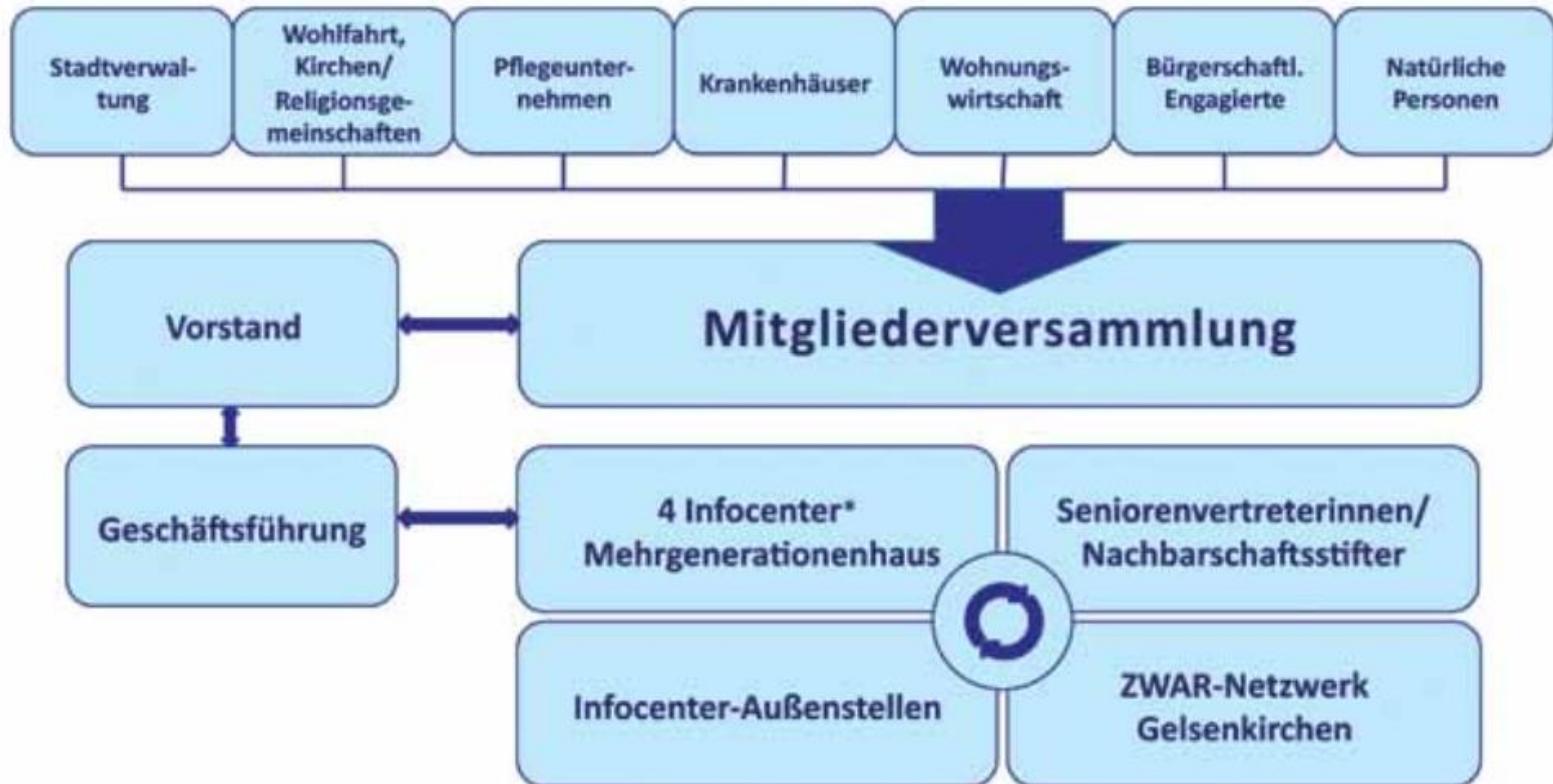 Stadtverwal-
tung
Wohlfahrt,
Kirchen/
Religionsge-
meinschaften
Pflegeunter-
nehmen
Krankenhäuser
Wohnungs-
wirtschaft
Bürgerschaftl.
Engagierte
Natürliche
Personen
Vorstand
Mitgliederversammlung
Geschäftsführung
4 Infocenter*
Mehrgenerationenhaus
Seniorenvertreterinnen/
Nachbarschaftsstifter
Infocenter-Außenstellen
ZWAR-Netzwerk
Gelsenkirchen